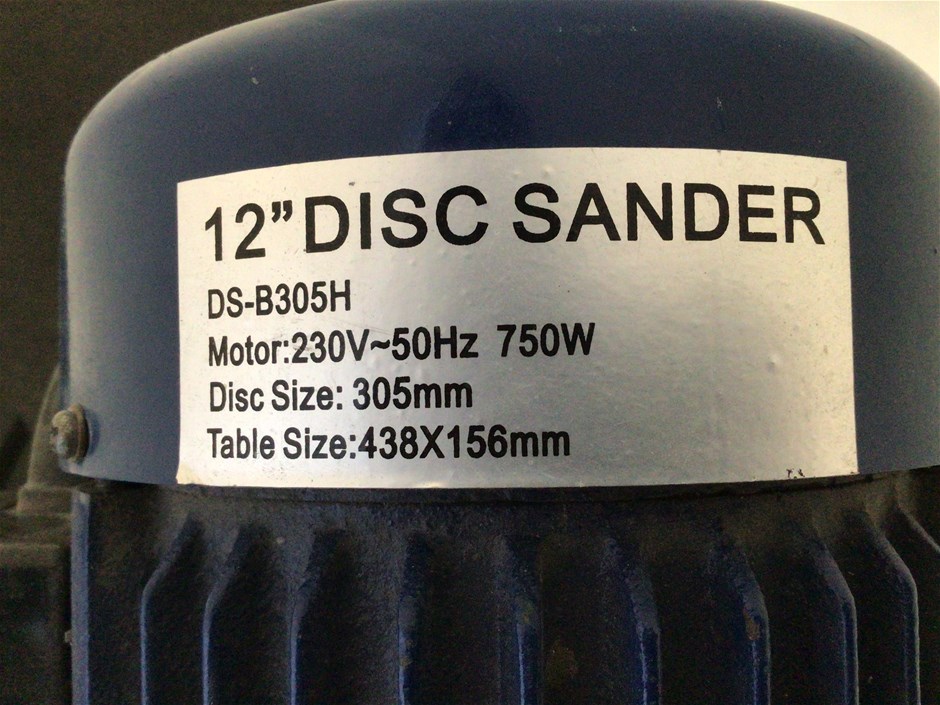 12”DISC SANDER
DS-B305H
Motor:230V~50Hz 750W
Disc Size: 305mm
Table Size:438X156mm